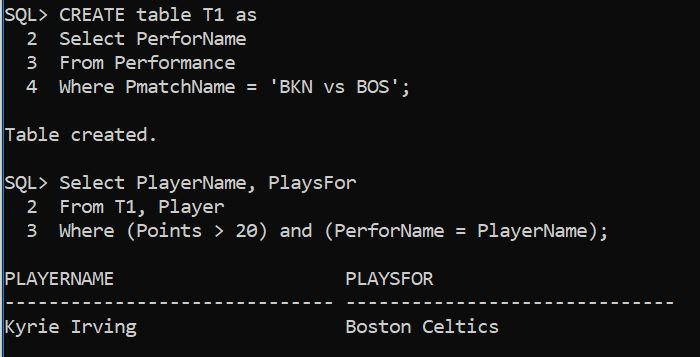 SQL> CREATE table T1 as
  2  Select PerforName
  3  From Performance
  4  Where PmatchName = 'BKN vs BOS';
Table created.
SQL> Select PlayerName, PlaysFor
  2  From T1, Player
  3  Where (Points > 20) and (PerforName = PlayerName);
PLAYERNAME                     PLAYSFOR
------------------------------ ------------------------------
Kyrie Irving                   Boston Celtics